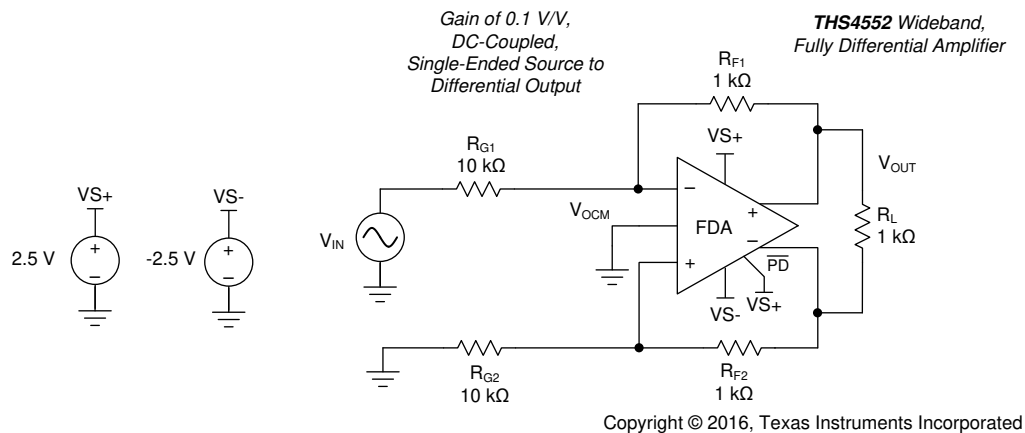 Gain of 0.1 V/V,
DC-Coupled,
Single-Ended Source to
Differential Output
THS4552 Wideband,
Fully Differential Amplifier
RF1
1 kΩ
VS+
RG1
10 kΩ
VOUT
VS+
VS-
VOCM
−
+
FDA
−
+
RL
1 kΩ
VIN
2.5 V
+
−
-2.5 V
+
−
PD
VS-
VS+
RG2
10 kΩ
RF2
1 kΩ
Copyright © 2016, Texas Instruments Incorporated